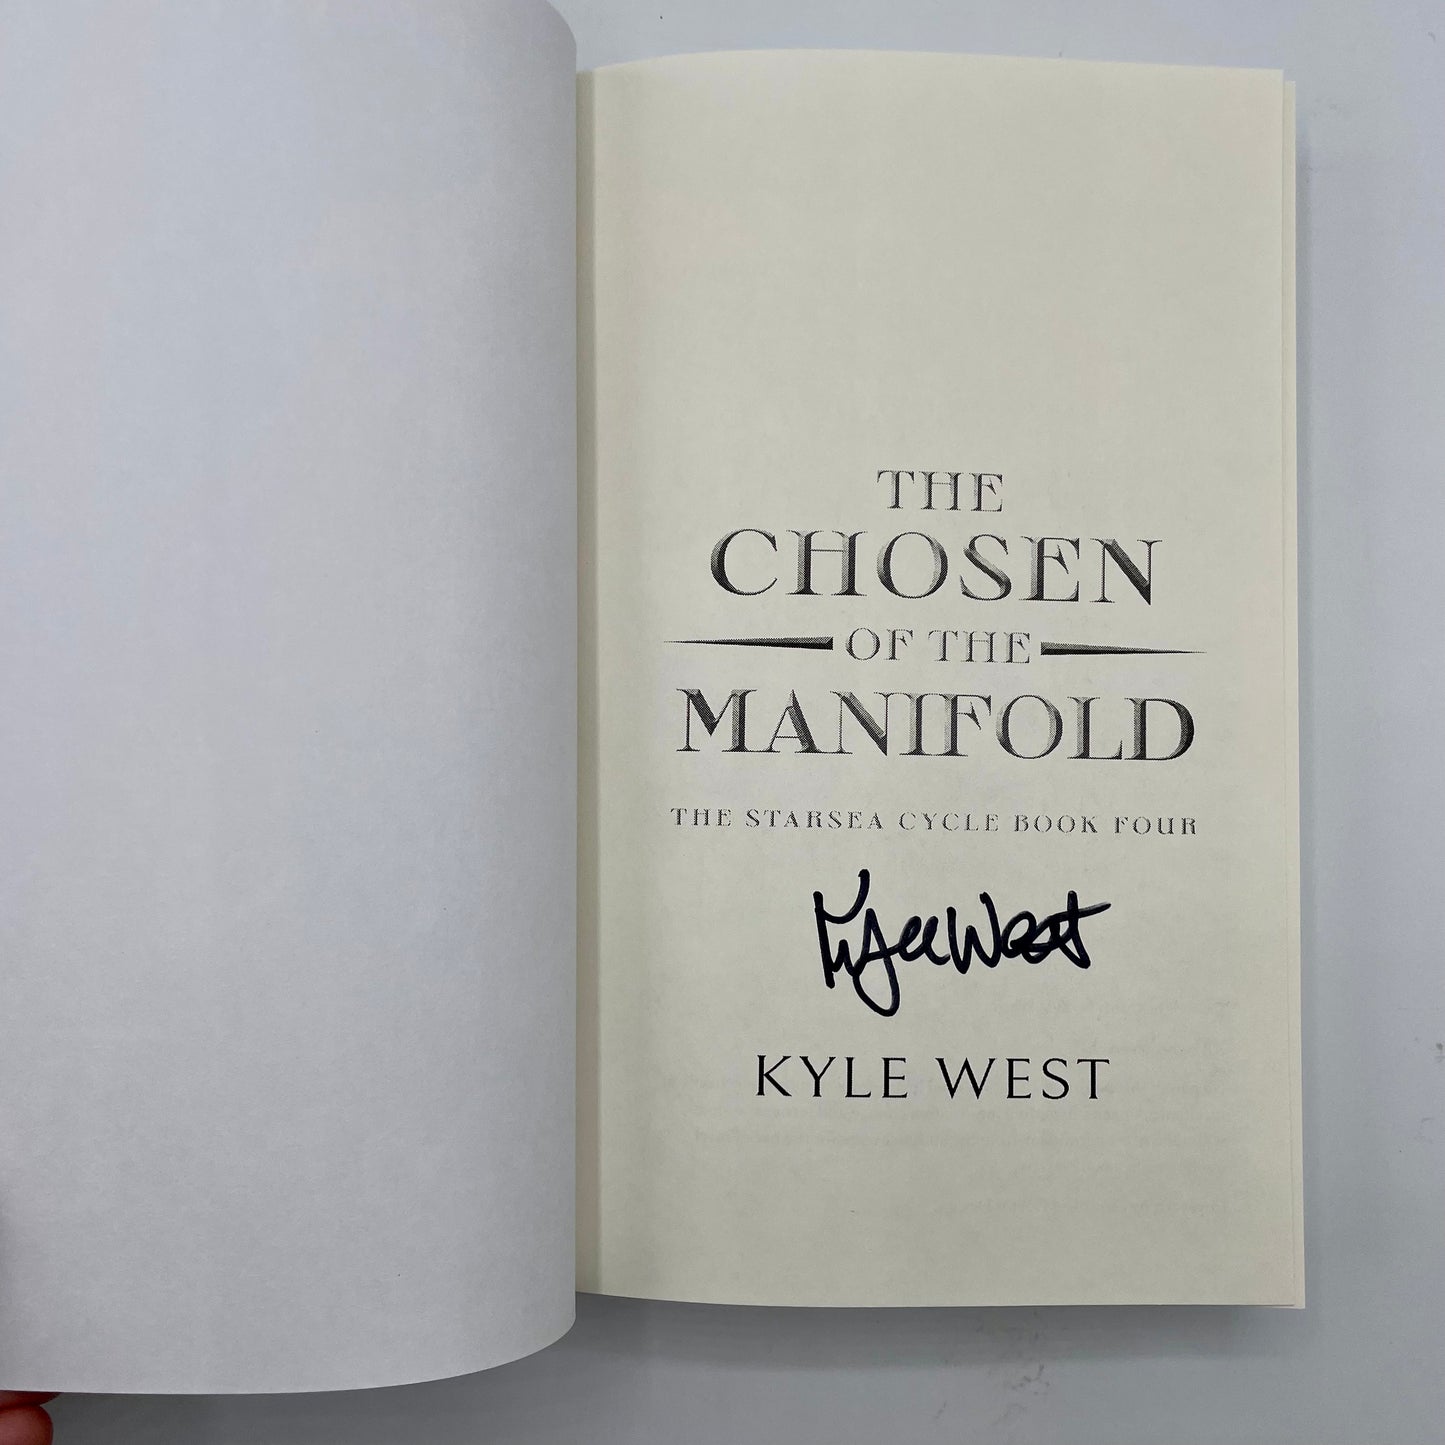 THE
CHOSEN
OF THE
MANIFOLD
THE STARSEA CYCLE BOOK FOUR
Kyle West
KYLE WEST